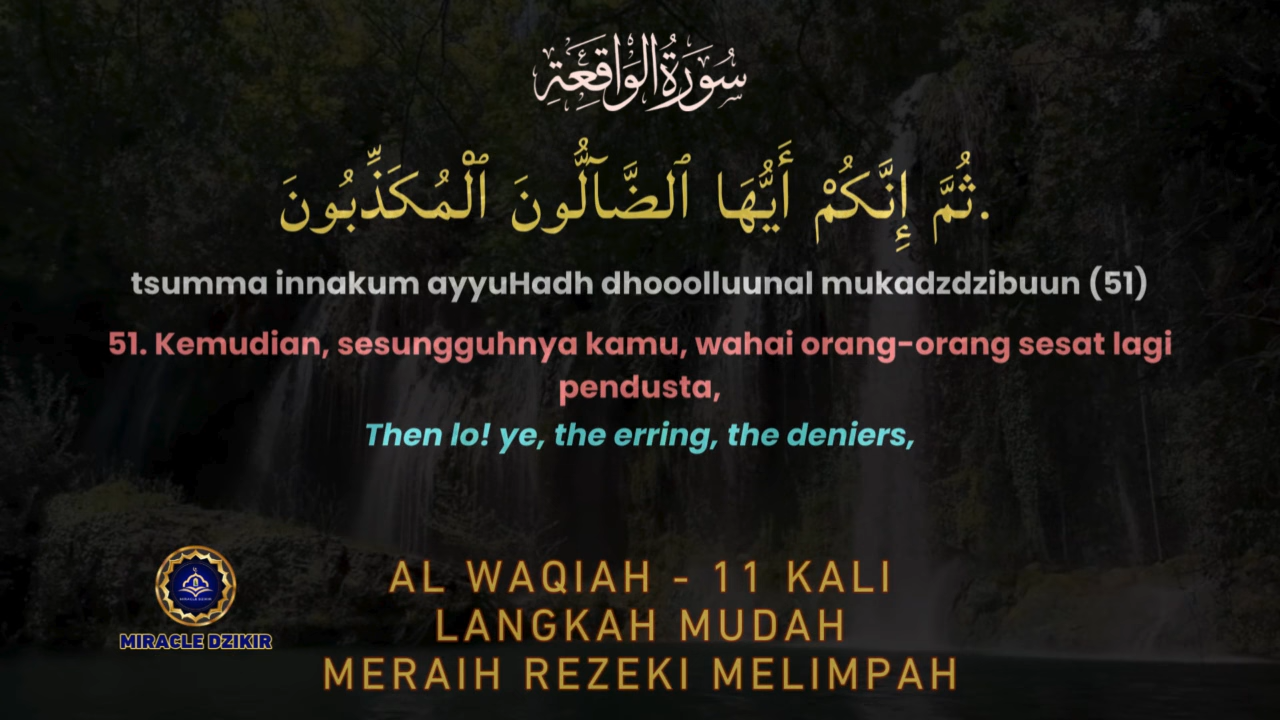 سُورَةُ الوَاقِعَةِ
ثُمَّ إِنَّكُمْ أَيُّهَا ٱلضَّآلُّونَ ٱلْمُكَذِّبُونَ.
tsumma innakum ayyuHadh dhooolluunal mukadzdzibuun (51)
51. Kemudian, sesungguhnya kamu, wahai orang-orang sesat lagi
pendusta,
Then lo! ye, the erring, the deniers,
AL WAQIAH - 11 KALI
LANGKAH MUDAH
MERAIH REZEKI MELIMPAH
MIRACLE DZIKIR
MIRACLE DZIKIR